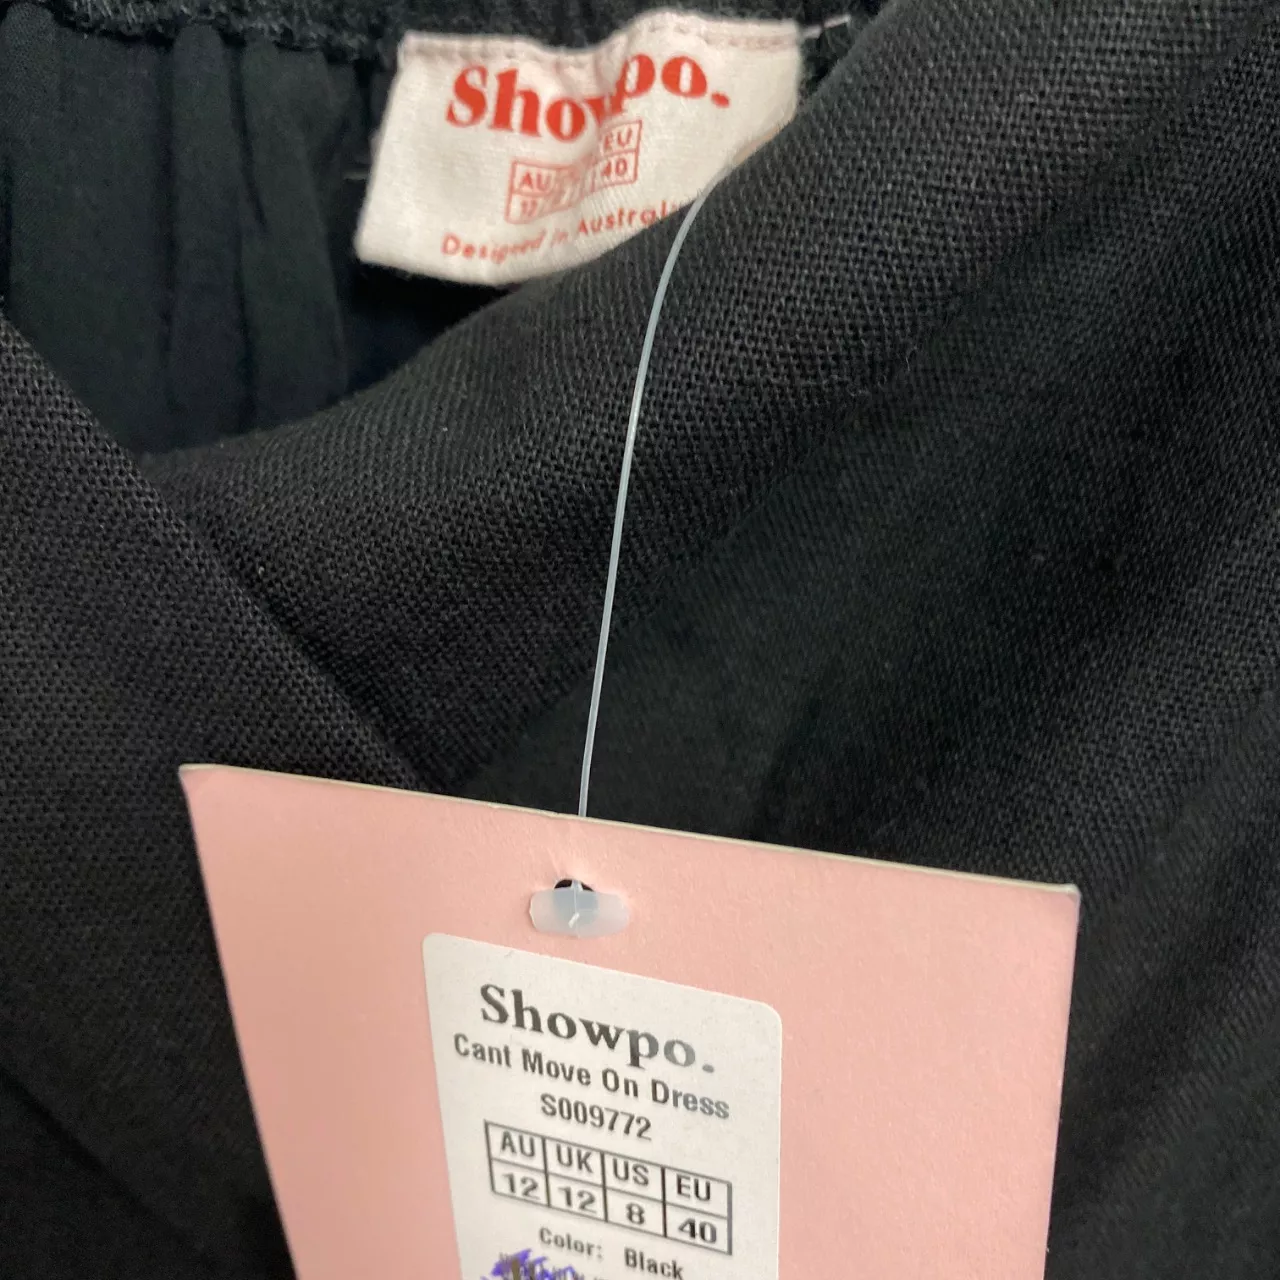 Showpo.
AU EU
12 40
Designed in Australia
Showpo.
Cant Move On Dress
S009772
AU UK US EU
12 12 8 40
Color: Black